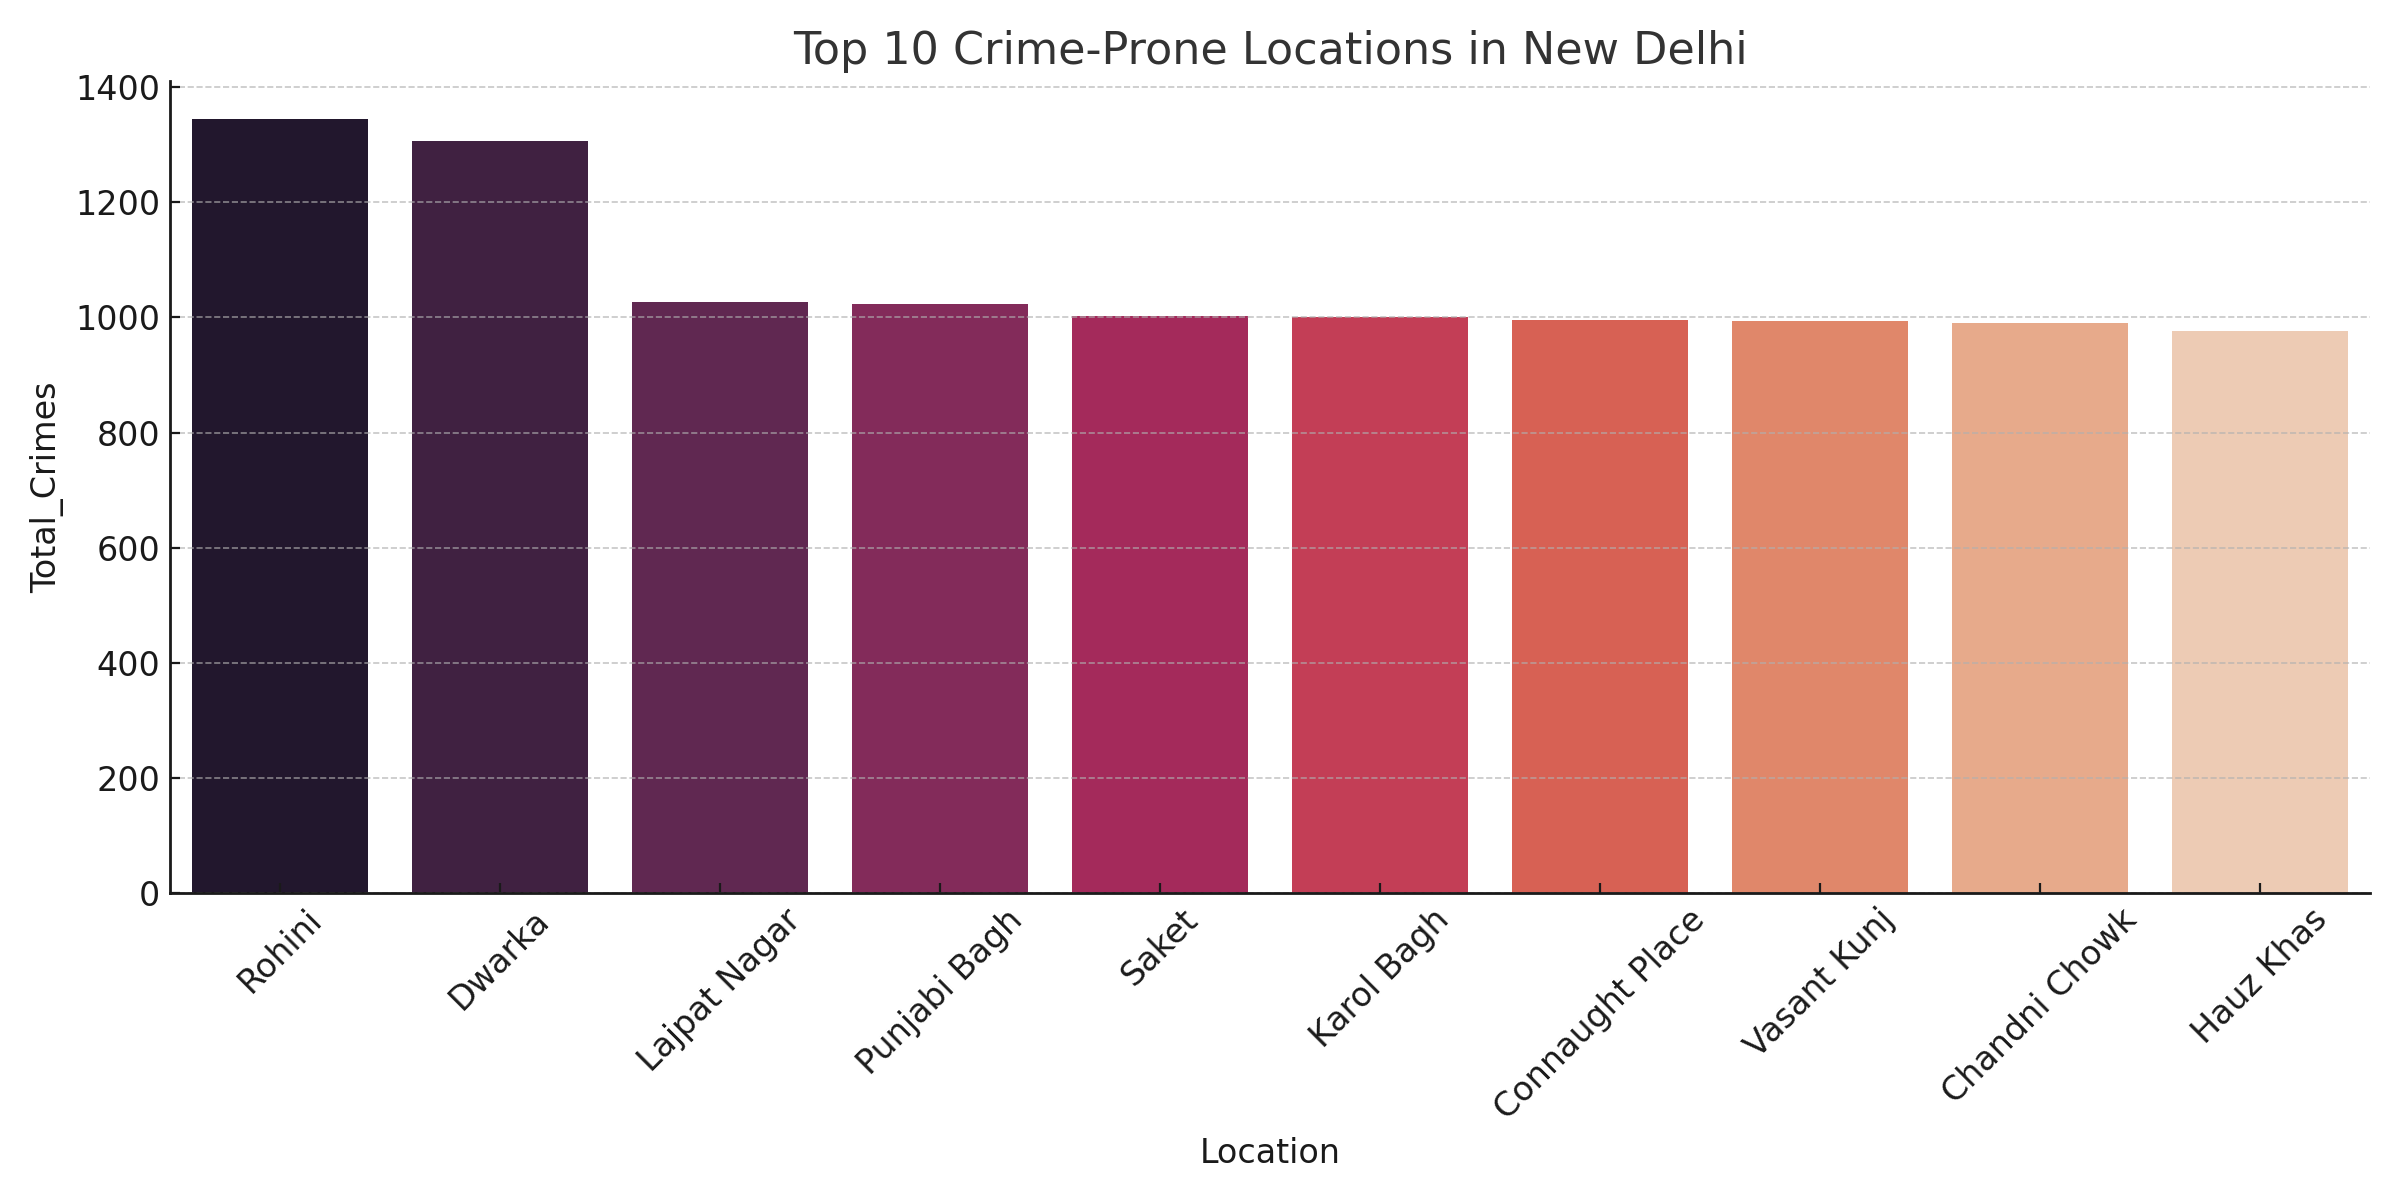 Top 10 Crime-Prone Locations in New Delhi
Total_Crimes
1400
1200
1000
800
600
400
200
0
Rohini
Dwarka
Lajpat Nagar
Punjabi Bagh
Saket
Karol Bagh
Connaught Place
Vasant Kunj
Chandni Chowk
Hauz Khas
Location